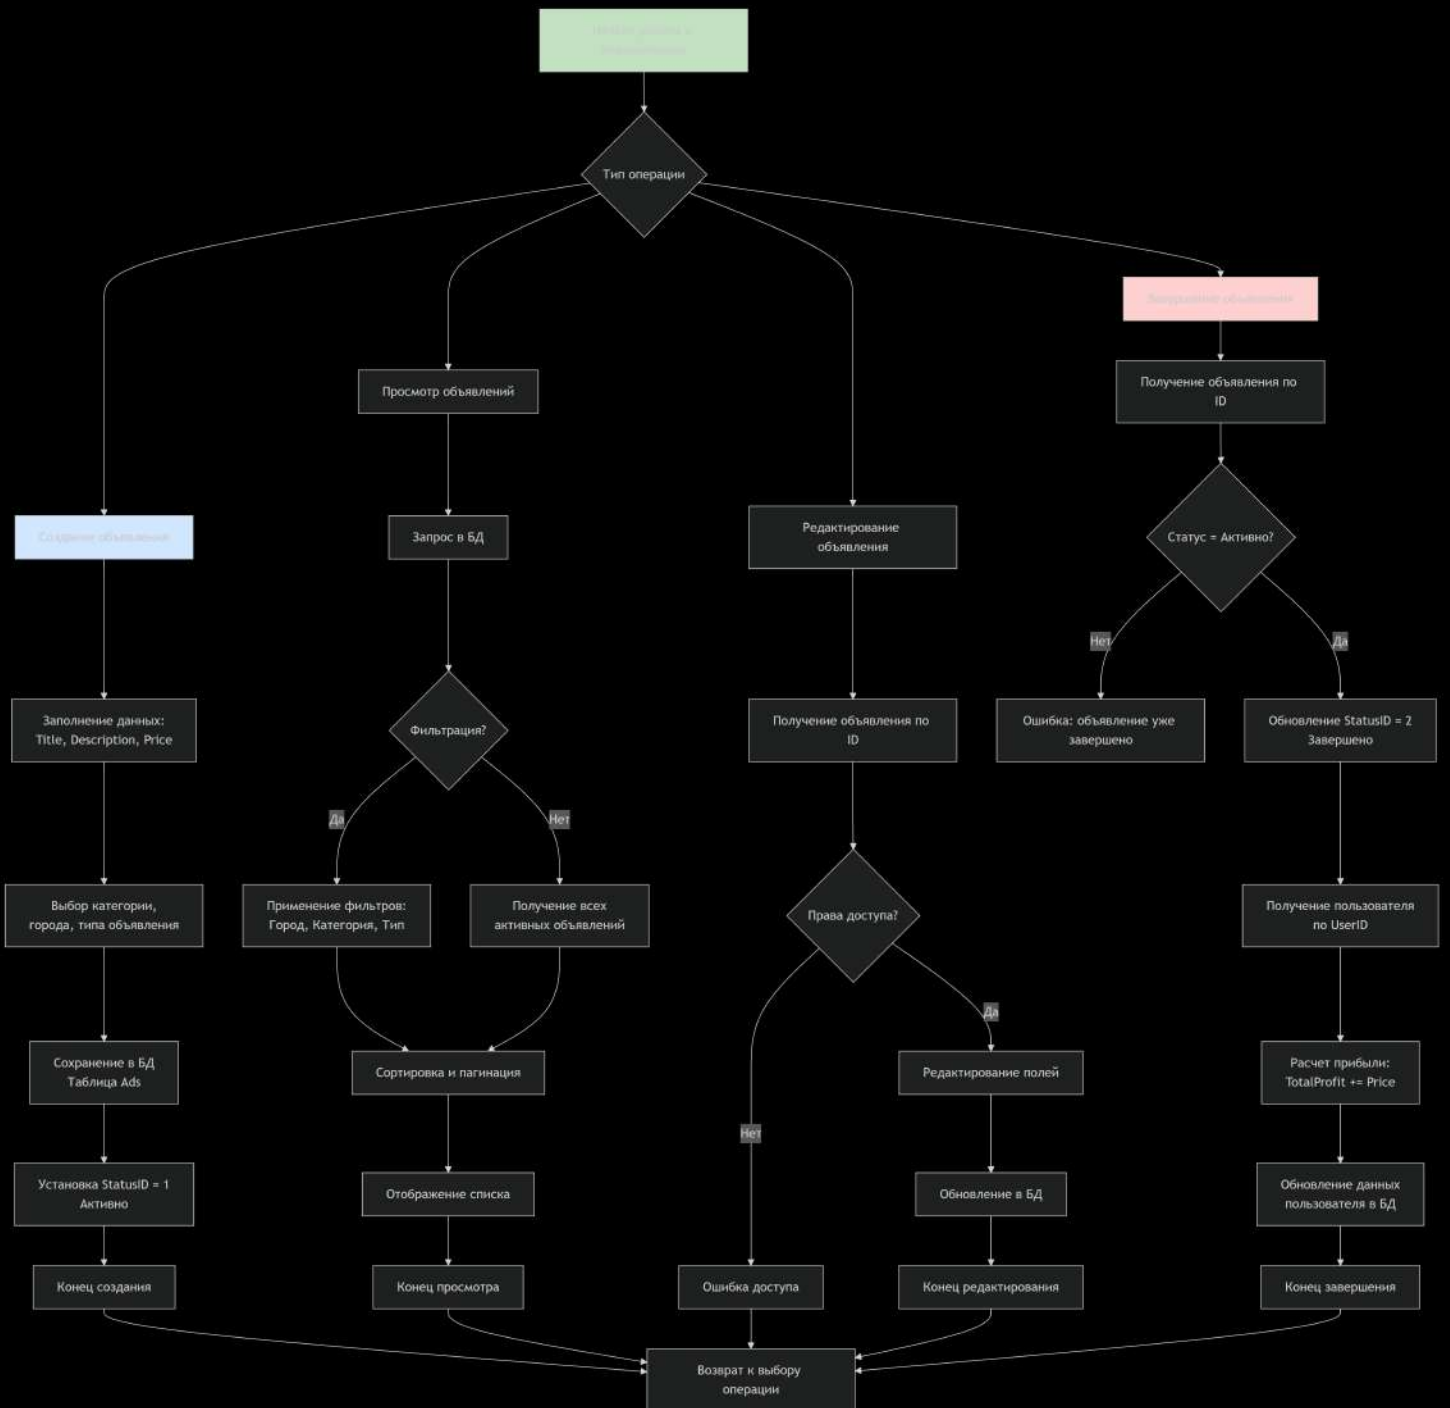 Тип операции
Завершение объявления
Получение объявления по
ID
Просмотр объявлений
Создание объявления
Запрос в БД
Редактирование
объявления
Статус = Активно?
Нет
Да
Заполнение данных:
Title, Description, Price
Фильтрация?
Получение объявления по
ID
Ошибка: объявление уже
завершено
Обновление StatusID = 2
Завершено
Да
Нет
Выбор категории,
города, типа объявления
Применение фильтров:
Город, Категория, Тип
Получение всех
активных объявлений
Права доступа?
Получение пользователя
по UserID
Да
Сохранение в БД
Таблица Ads
Сортировка и пагинация
Редактирование полей
Расчет прибыли:
TotalProfit += Price
Нет
Установка StatusID = 1
Активно
Отображение списка
Обновление в БД
Обновление данных
пользователя в БД
Конец создания
Конец просмотра
Ошибка доступа
Конец редактирования
Конец завершения
Возврат к выбору
операции